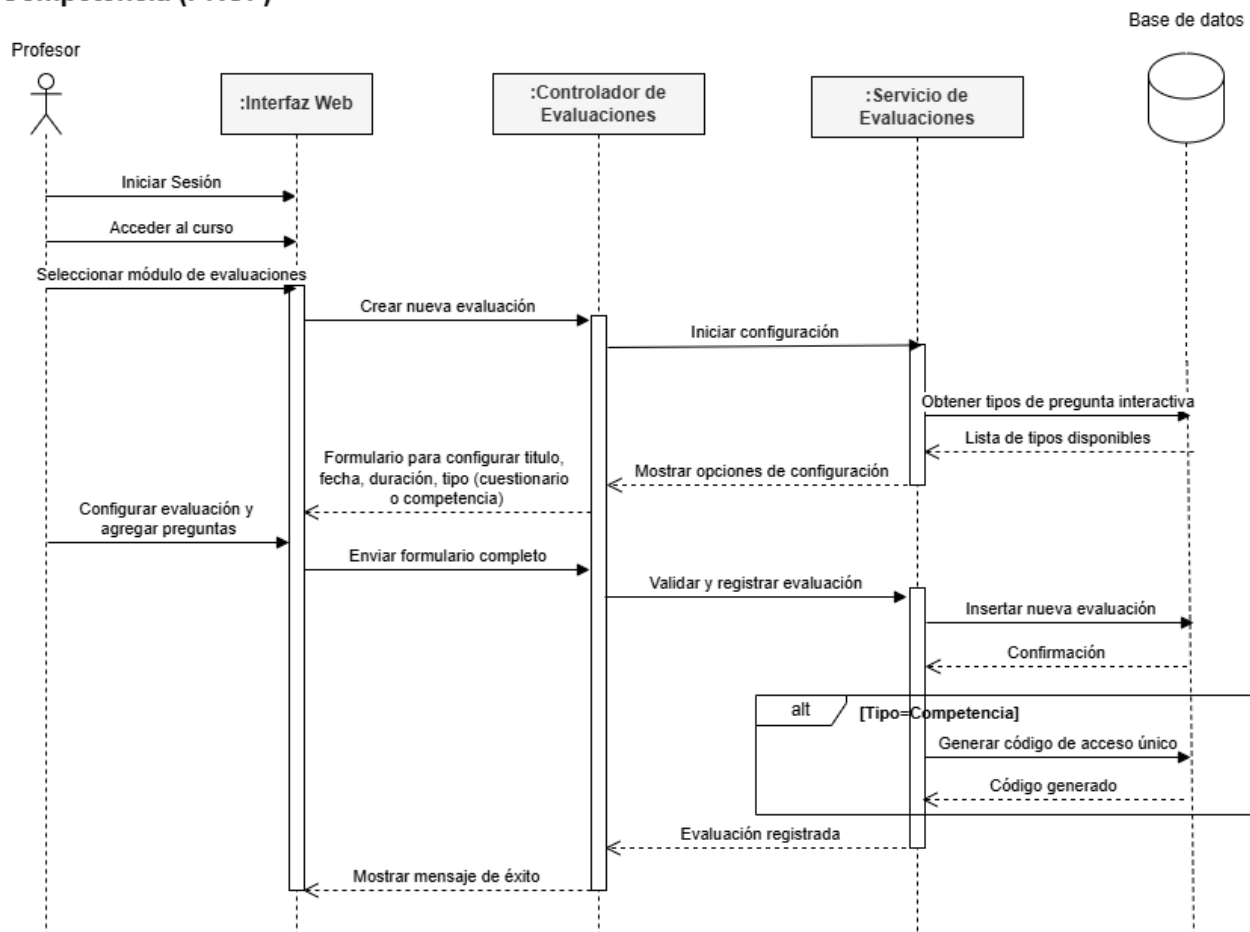 Base de datos
Profesor
:Interfaz Web
:Controlador de
Evaluaciones
:Servicio de
Evaluaciones
Iniciar Sesión
Acceder al curso
Seleccionar módulo de evaluaciones
Crear nueva evaluación
Iniciar configuración
Obtener tipos de pregunta interactiva
Lista de tipos disponibles
Mostrar opciones de configuración
Formulario para configurar titulo,
fecha, duración, tipo (cuestionario
o competencia)
Configurar evaluación y
agregar preguntas
Enviar formulario completo
Validar y registrar evaluación
Insertar nueva evaluación
Confirmación
alt
[Tipo=Competencia]
Generar código de acceso único
Código generado
Evaluación registrada
Mostrar mensaje de éxito